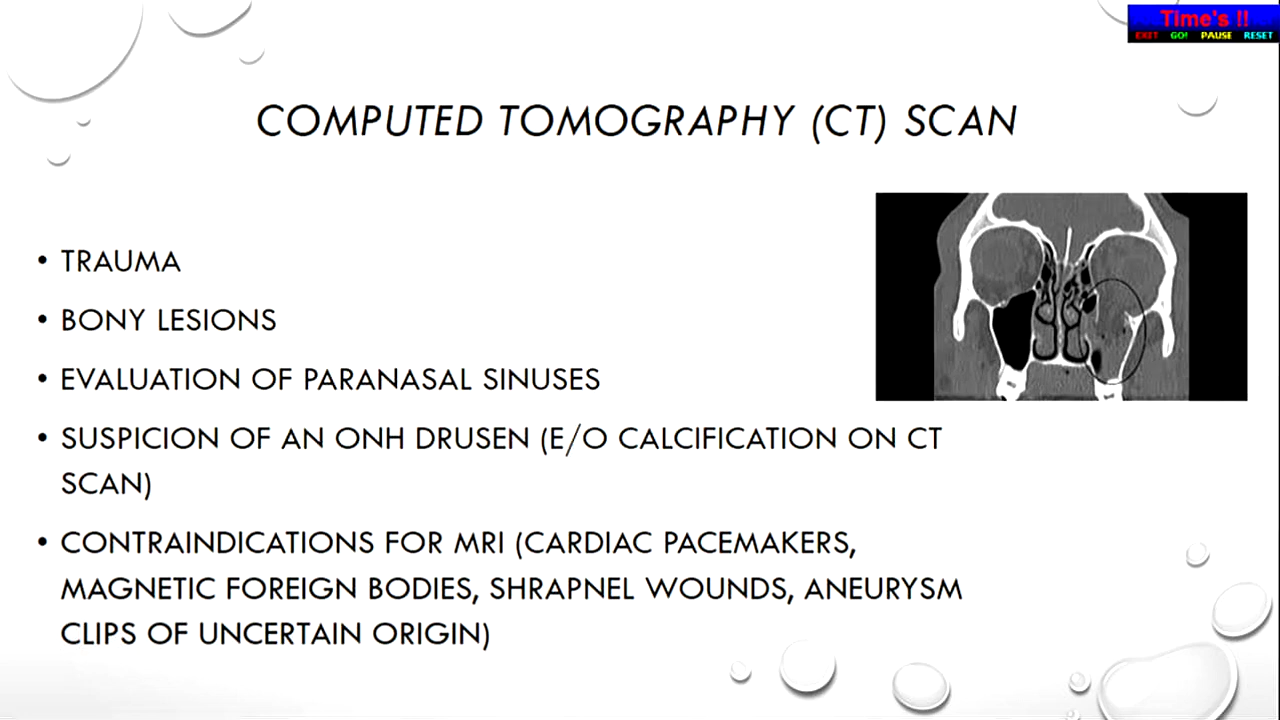 Time's !!
EXIT GO! PAUSE RESET
COMPUTED TOMOGRAPHY (CT) SCAN
• TRAUMA
• BONY LESIONS
• EVALUATION OF PARANASAL SINUSES
• SUSPICION OF AN ONH DRUSEN (E/O CALCIFICATION ON CT
SCAN)
• CONTRAINDICATIONS FOR MRI (CARDIAC PACEMAKERS,
MAGNETIC FOREIGN BODIES, SHRAPNEL WOUNDS, ANEURYSM
CLIPS OF UNCERTAIN ORIGIN)